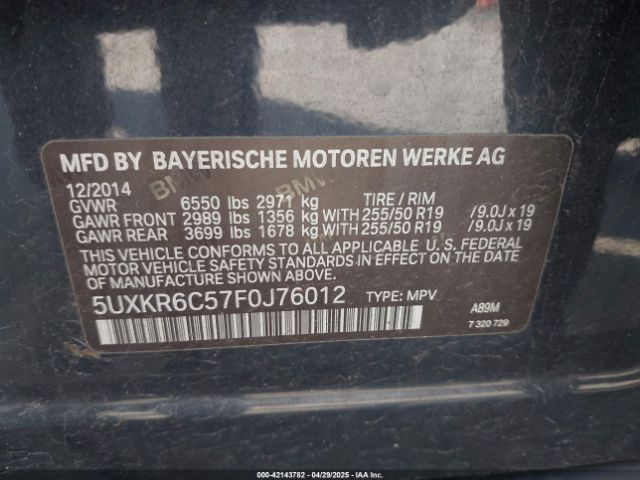 MFD BY BAYERISCHE MOTOREN WERKE AG
12/2014
GVWR 6550 lbs 2971 kg TIRE / RIM
GAWR FRONT 2989 lbs 1356 kg WITH 255/50 R19 /9.0J x 19
GAWR REAR 3699 lbs 1678 kg WITH 255/50 R19 /9.0J x 19
THIS VEHICLE CONFORMS TO ALL APPLICABLE U. S. FEDERAL
MOTOR VEHICLE SAFETY STANDARDS IN EFFECT ON THE DATE
OF MANUFACTURE SHOWN ABOVE.
5UXKR6C57F0J76012 TYPE: MPV A89M
7 320 729
000-42143782 - 04/29/2025 - IAAI.COM